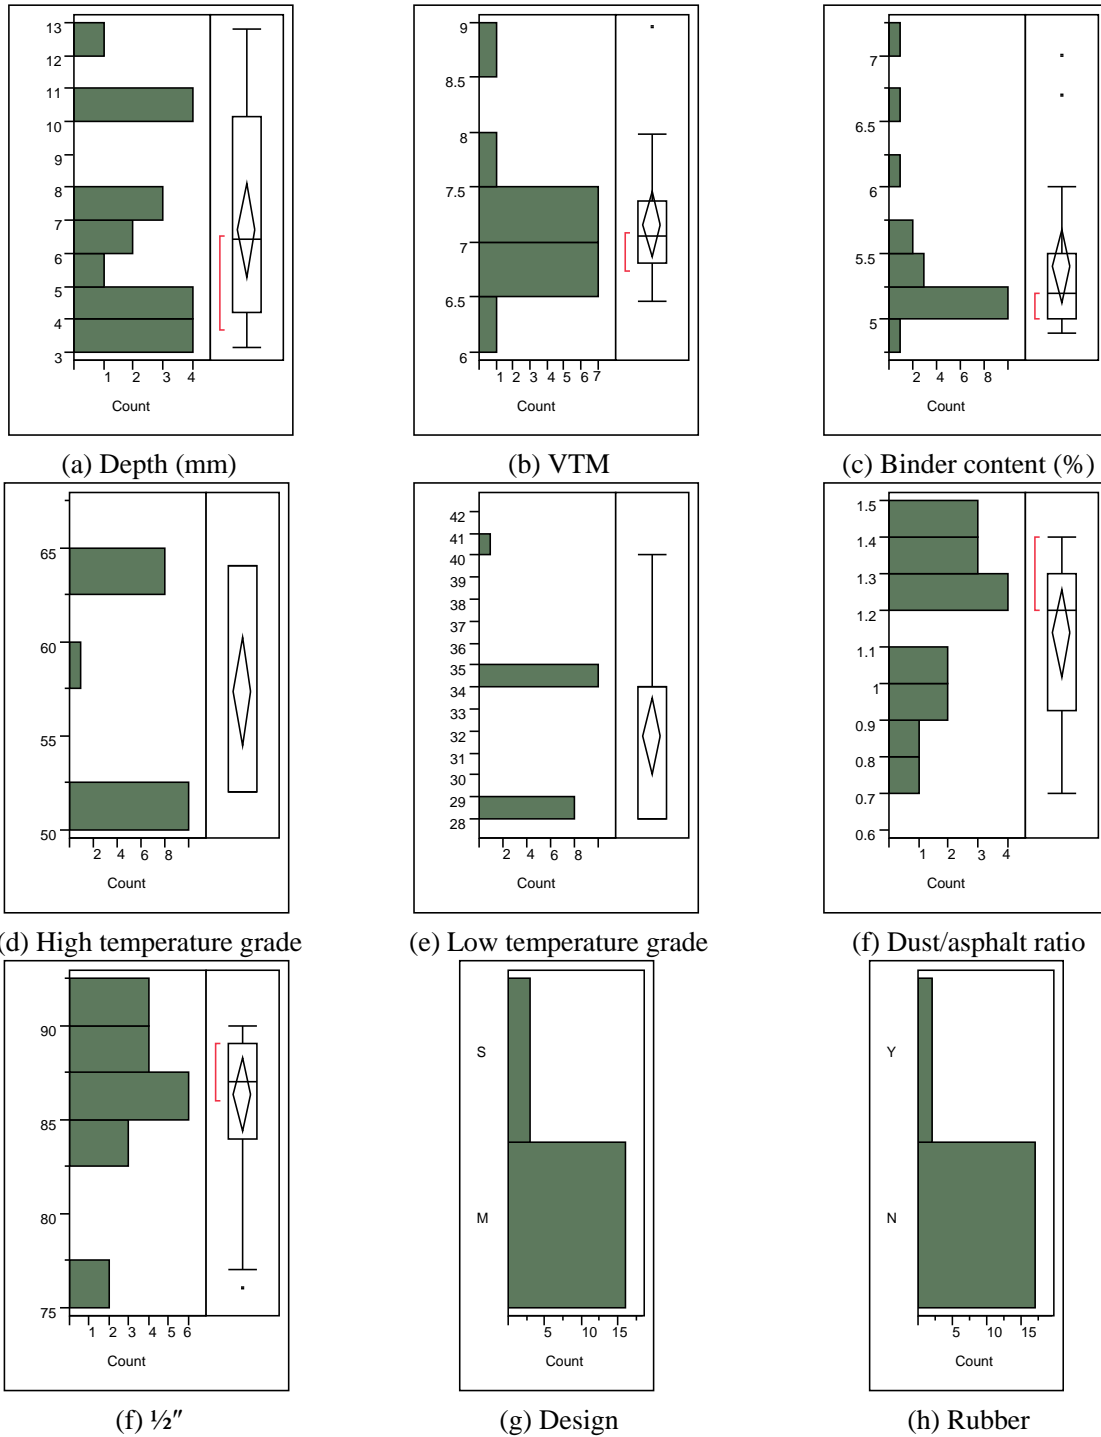 13
12
11
10
9
8
7
6
5
4
3
1 2 3 4
Count
(a) Depth (mm)
9
8.5
8
7.5
7
6.5
6
1 2 3 4 5 6 7
Count
(b) VTM
7
6.5
6
5.5
5
2 4 6 8
Count
(c) Binder content (%)
65
60
55
50
2 4 6 8
Count
(d) High temperature grade
42
41
40
39
38
37
36
35
34
33
32
31
30
29
28
2 4 6 8
Count
(e) Low temperature grade
1.5
1.4
1.3
1.2
1.1
1
0.9
0.8
0.7
0.6
1 2 3 4
Count
(f) Dust/asphalt ratio
90
85
80
75
1 2 3 4 5 6
Count
(f) ½″
S
M
5 10 15
Count
(g) Design
Y
N
5 10 15
Count
(h) Rubber